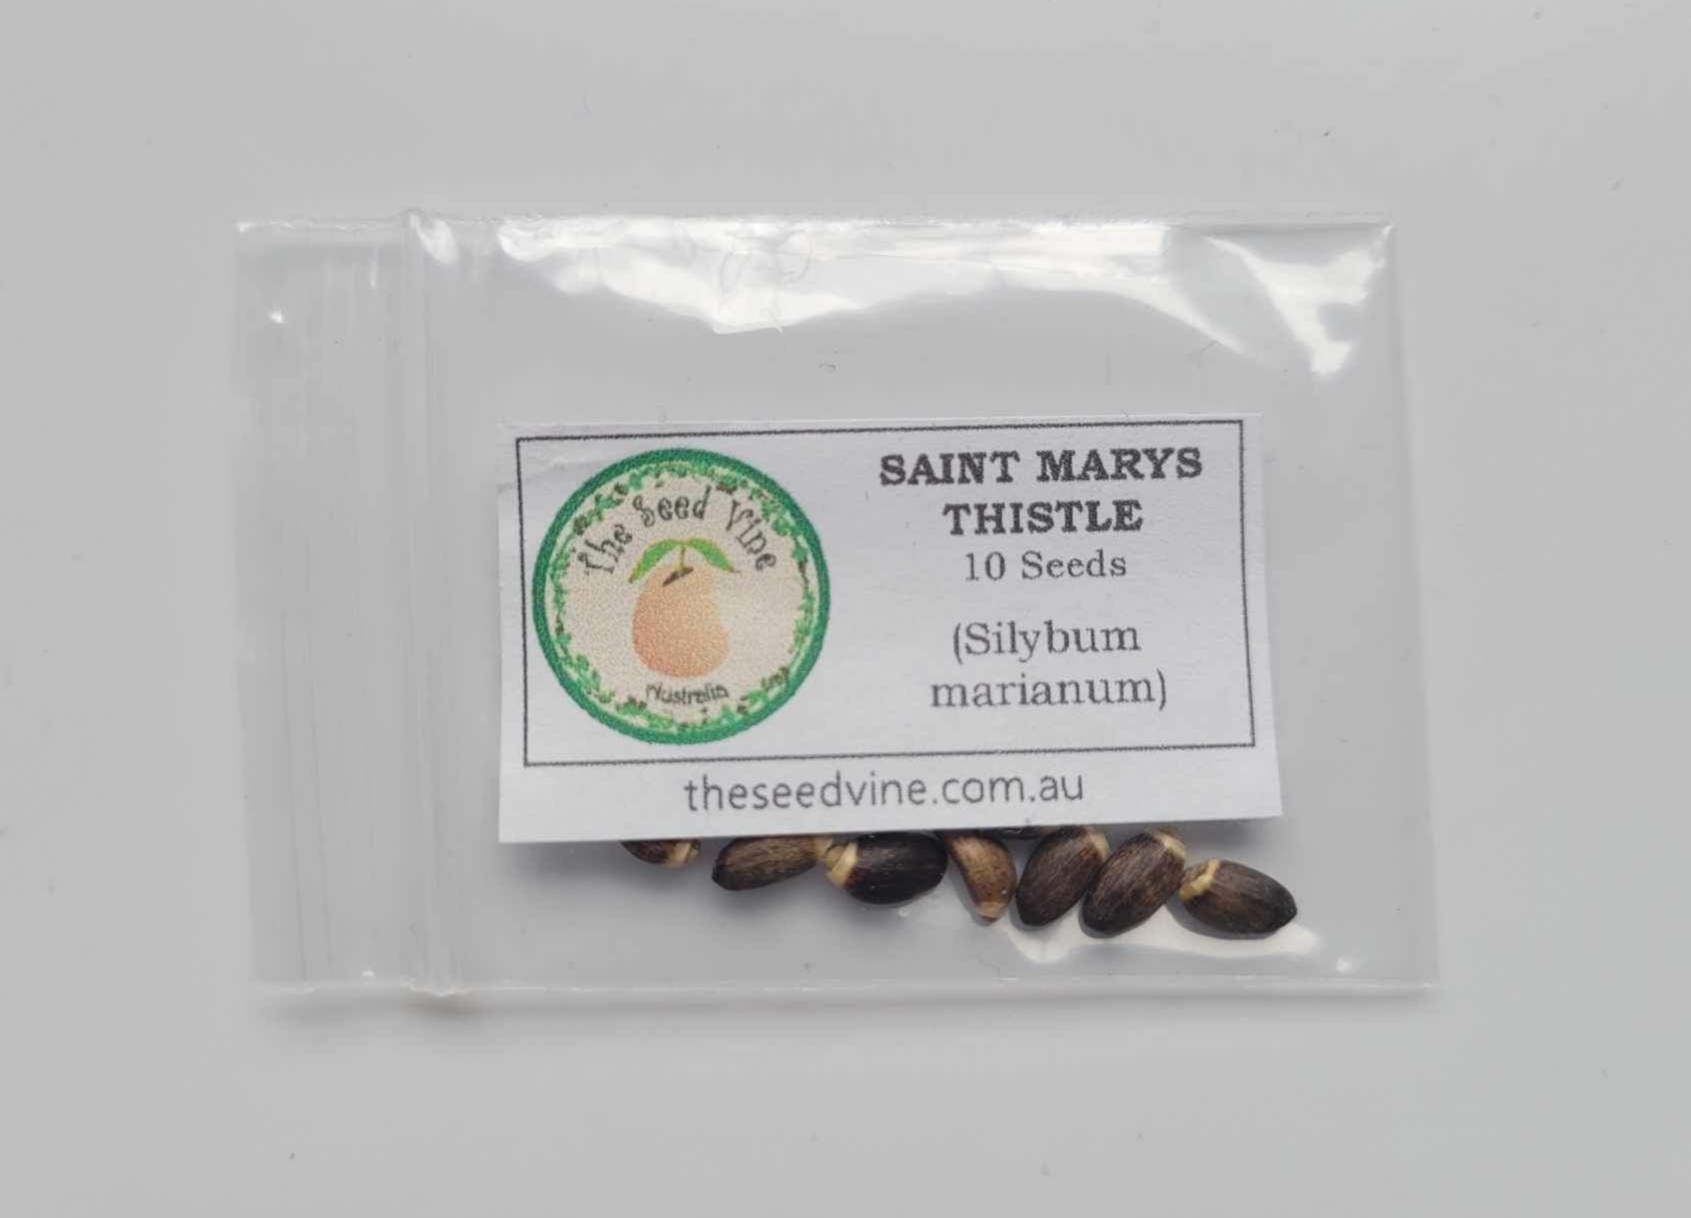 The Seed Vine
Australia
SAINT MARYS
THISTLE
10 Seeds
(Silybum
marianum)
theseedvine.com.au